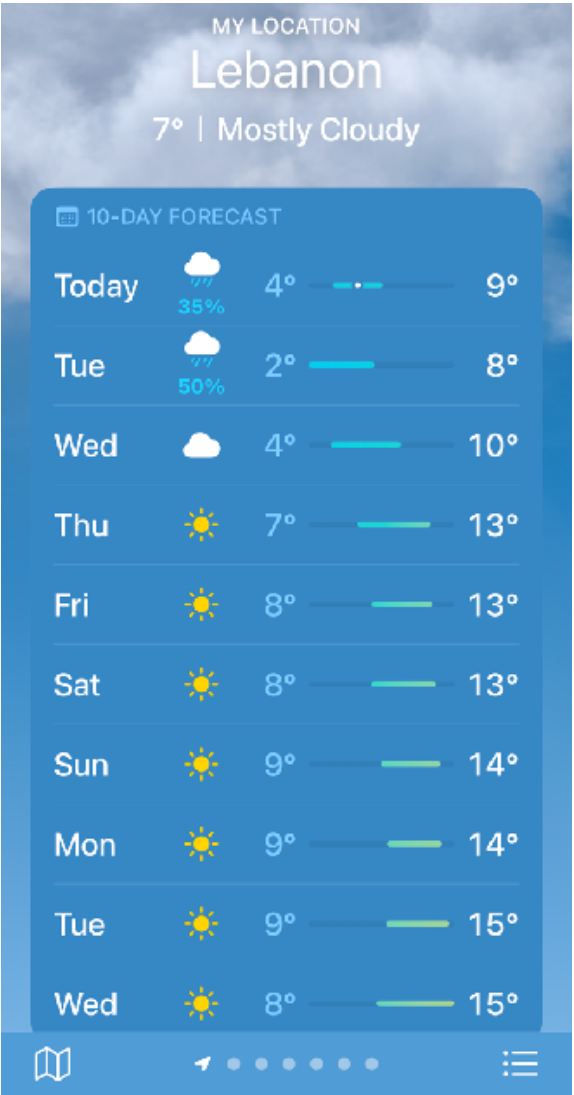 MY LOCATION
Lebanon
7° | Mostly Cloudy
10-DAY FORECAST
Today 35% 4° 9°
Tue 50% 2° 8°
Wed 4° 10°
Thu 7° 13°
Fri 8° 13°
Sat 8° 13°
Sun 9° 14°
Mon 9° 14°
Tue 9° 15°
Wed 8° 15°